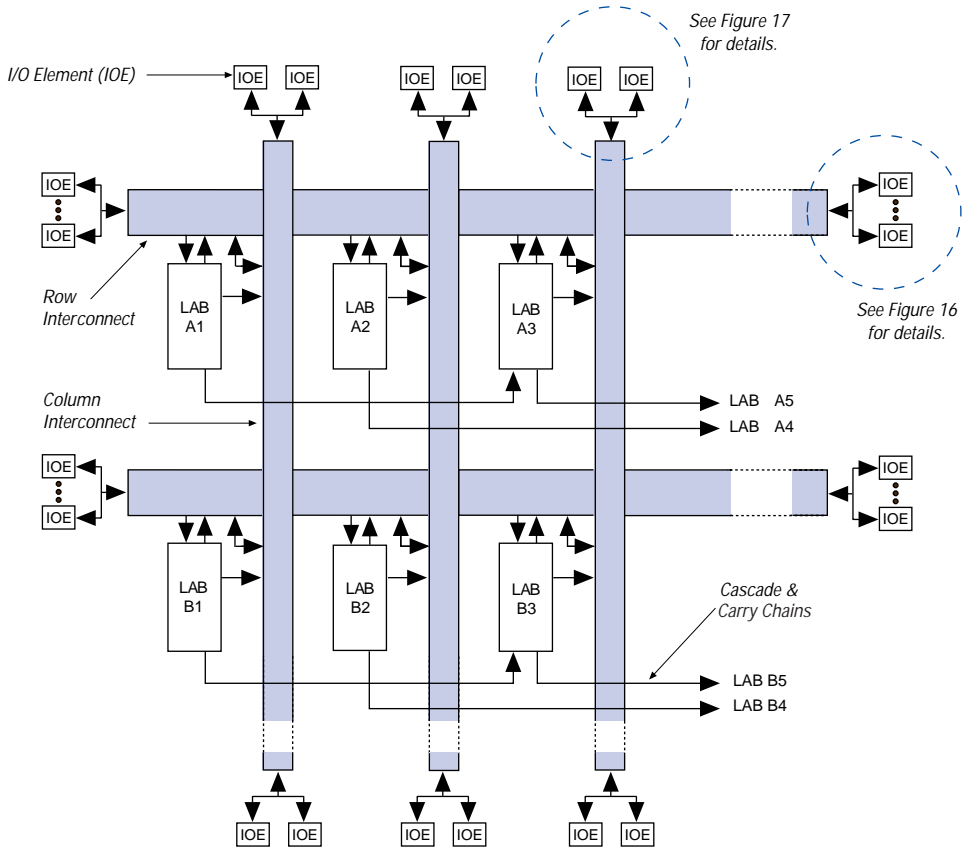 See Figure 17
for details.
I/O Element (IOE)
IOE IOE IOE IOE IOE IOE
IOE
IOE
IOE
IOE
Row
Interconnect
LAB
A1
LAB
A2
LAB
A3
See Figure 16
for details.
Column
Interconnect
LAB A5
LAB A4
IOE
IOE
IOE
IOE
LAB
B1
LAB
B2
LAB
B3
Cascade &
Carry Chains
LAB B5
LAB B4
IOE IOE IOE IOE IOE IOE